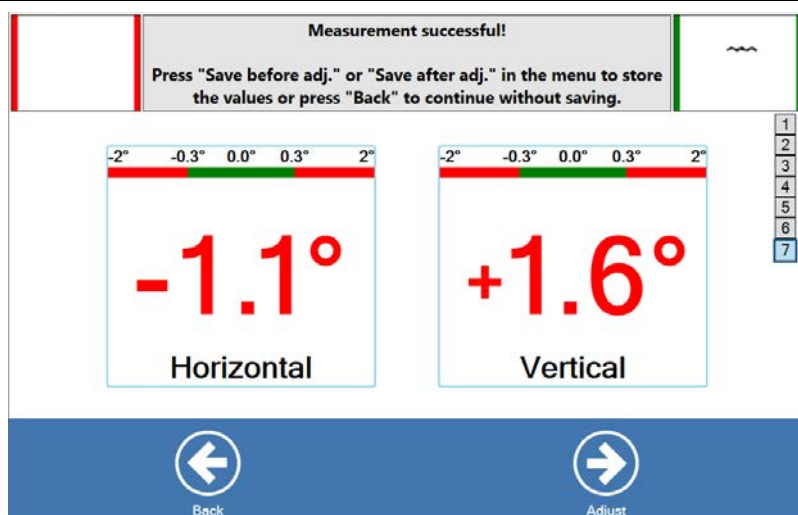 Measurement successful!
Press "Save before adj." or "Save after adj." in the menu to store
the values or press "Back" to continue without saving.
1
2
3
4
5
6
7
-2° -0.3° 0.0° 0.3° 2°
-1.1°
Horizontal
-2° -0.3° 0.0° 0.3° 2°
+1.6°
Vertical
Back
Adjust